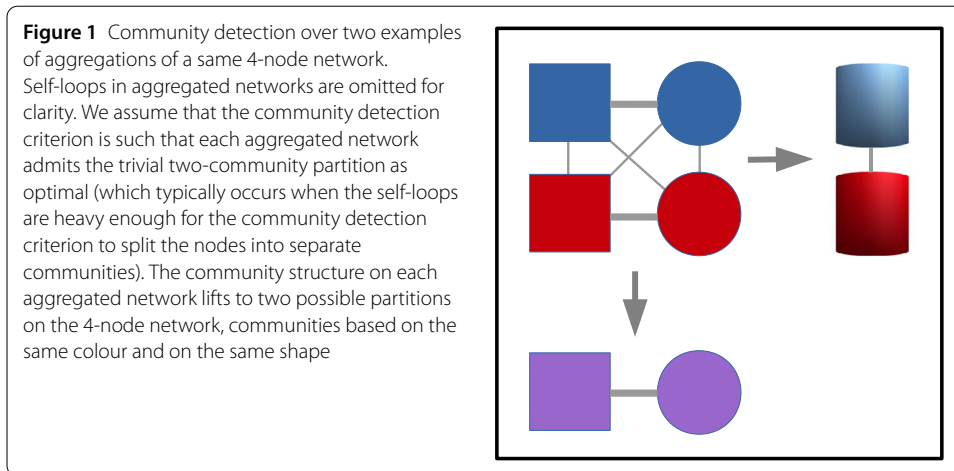 Figure 1 Community detection over two examples
of aggregations of a same 4-node network.
Self-loops in aggregated networks are omitted for
clarity. We assume that the community detection
criterion is such that each aggregated network
admits the trivial two-community partition as
optimal (which typically occurs when the self-loops
are heavy enough for the community detection
criterion to split the nodes into separate
communities). The community structure on each
aggregated network lifts to two possible partitions
on the 4-node network, communities based on the
same colour and on the same shape